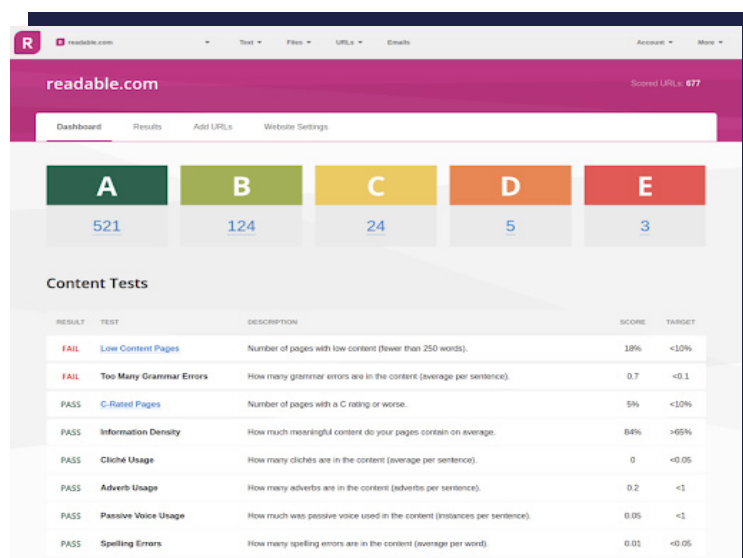 R
R readable.com Text Files URLs Emails Account More
readable.com Scored URLs: 677
Dashboard Results Add URLs Website Settings
A B C D E
521 124 24 5 3
Content Tests
RESULT TEST DESCRIPTION SCORE TARGET
FAIL Low Content Pages Number of pages with low content (fewer than 250 words). 18% <10%
FAIL Too Many Grammar Errors How many grammar errors are in the content (average per sentence). 0.7 <0.1
PASS C-Rated Pages Number of pages with a C rating or worse. 5% <10%
PASS Information Density How much meaningful content do your pages contain on average. 84% >65%
PASS Cliché Usage How many clichés are in the content (average per sentence). 0 <0.05
PASS Adverb Usage How many adverbs are in the content (adverbs per sentence). 0.2 <1
PASS Passive Voice Usage How much was passive voice used in the content (instances per sentence). 0.05 <1
PASS Spelling Errors How many spelling errors are in the content (average per word). 0.01 <0.05